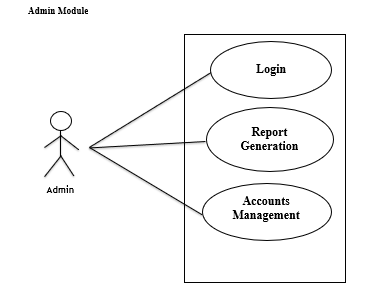 Admin Module
Login
Report
Generation
Admin
Accounts
Management